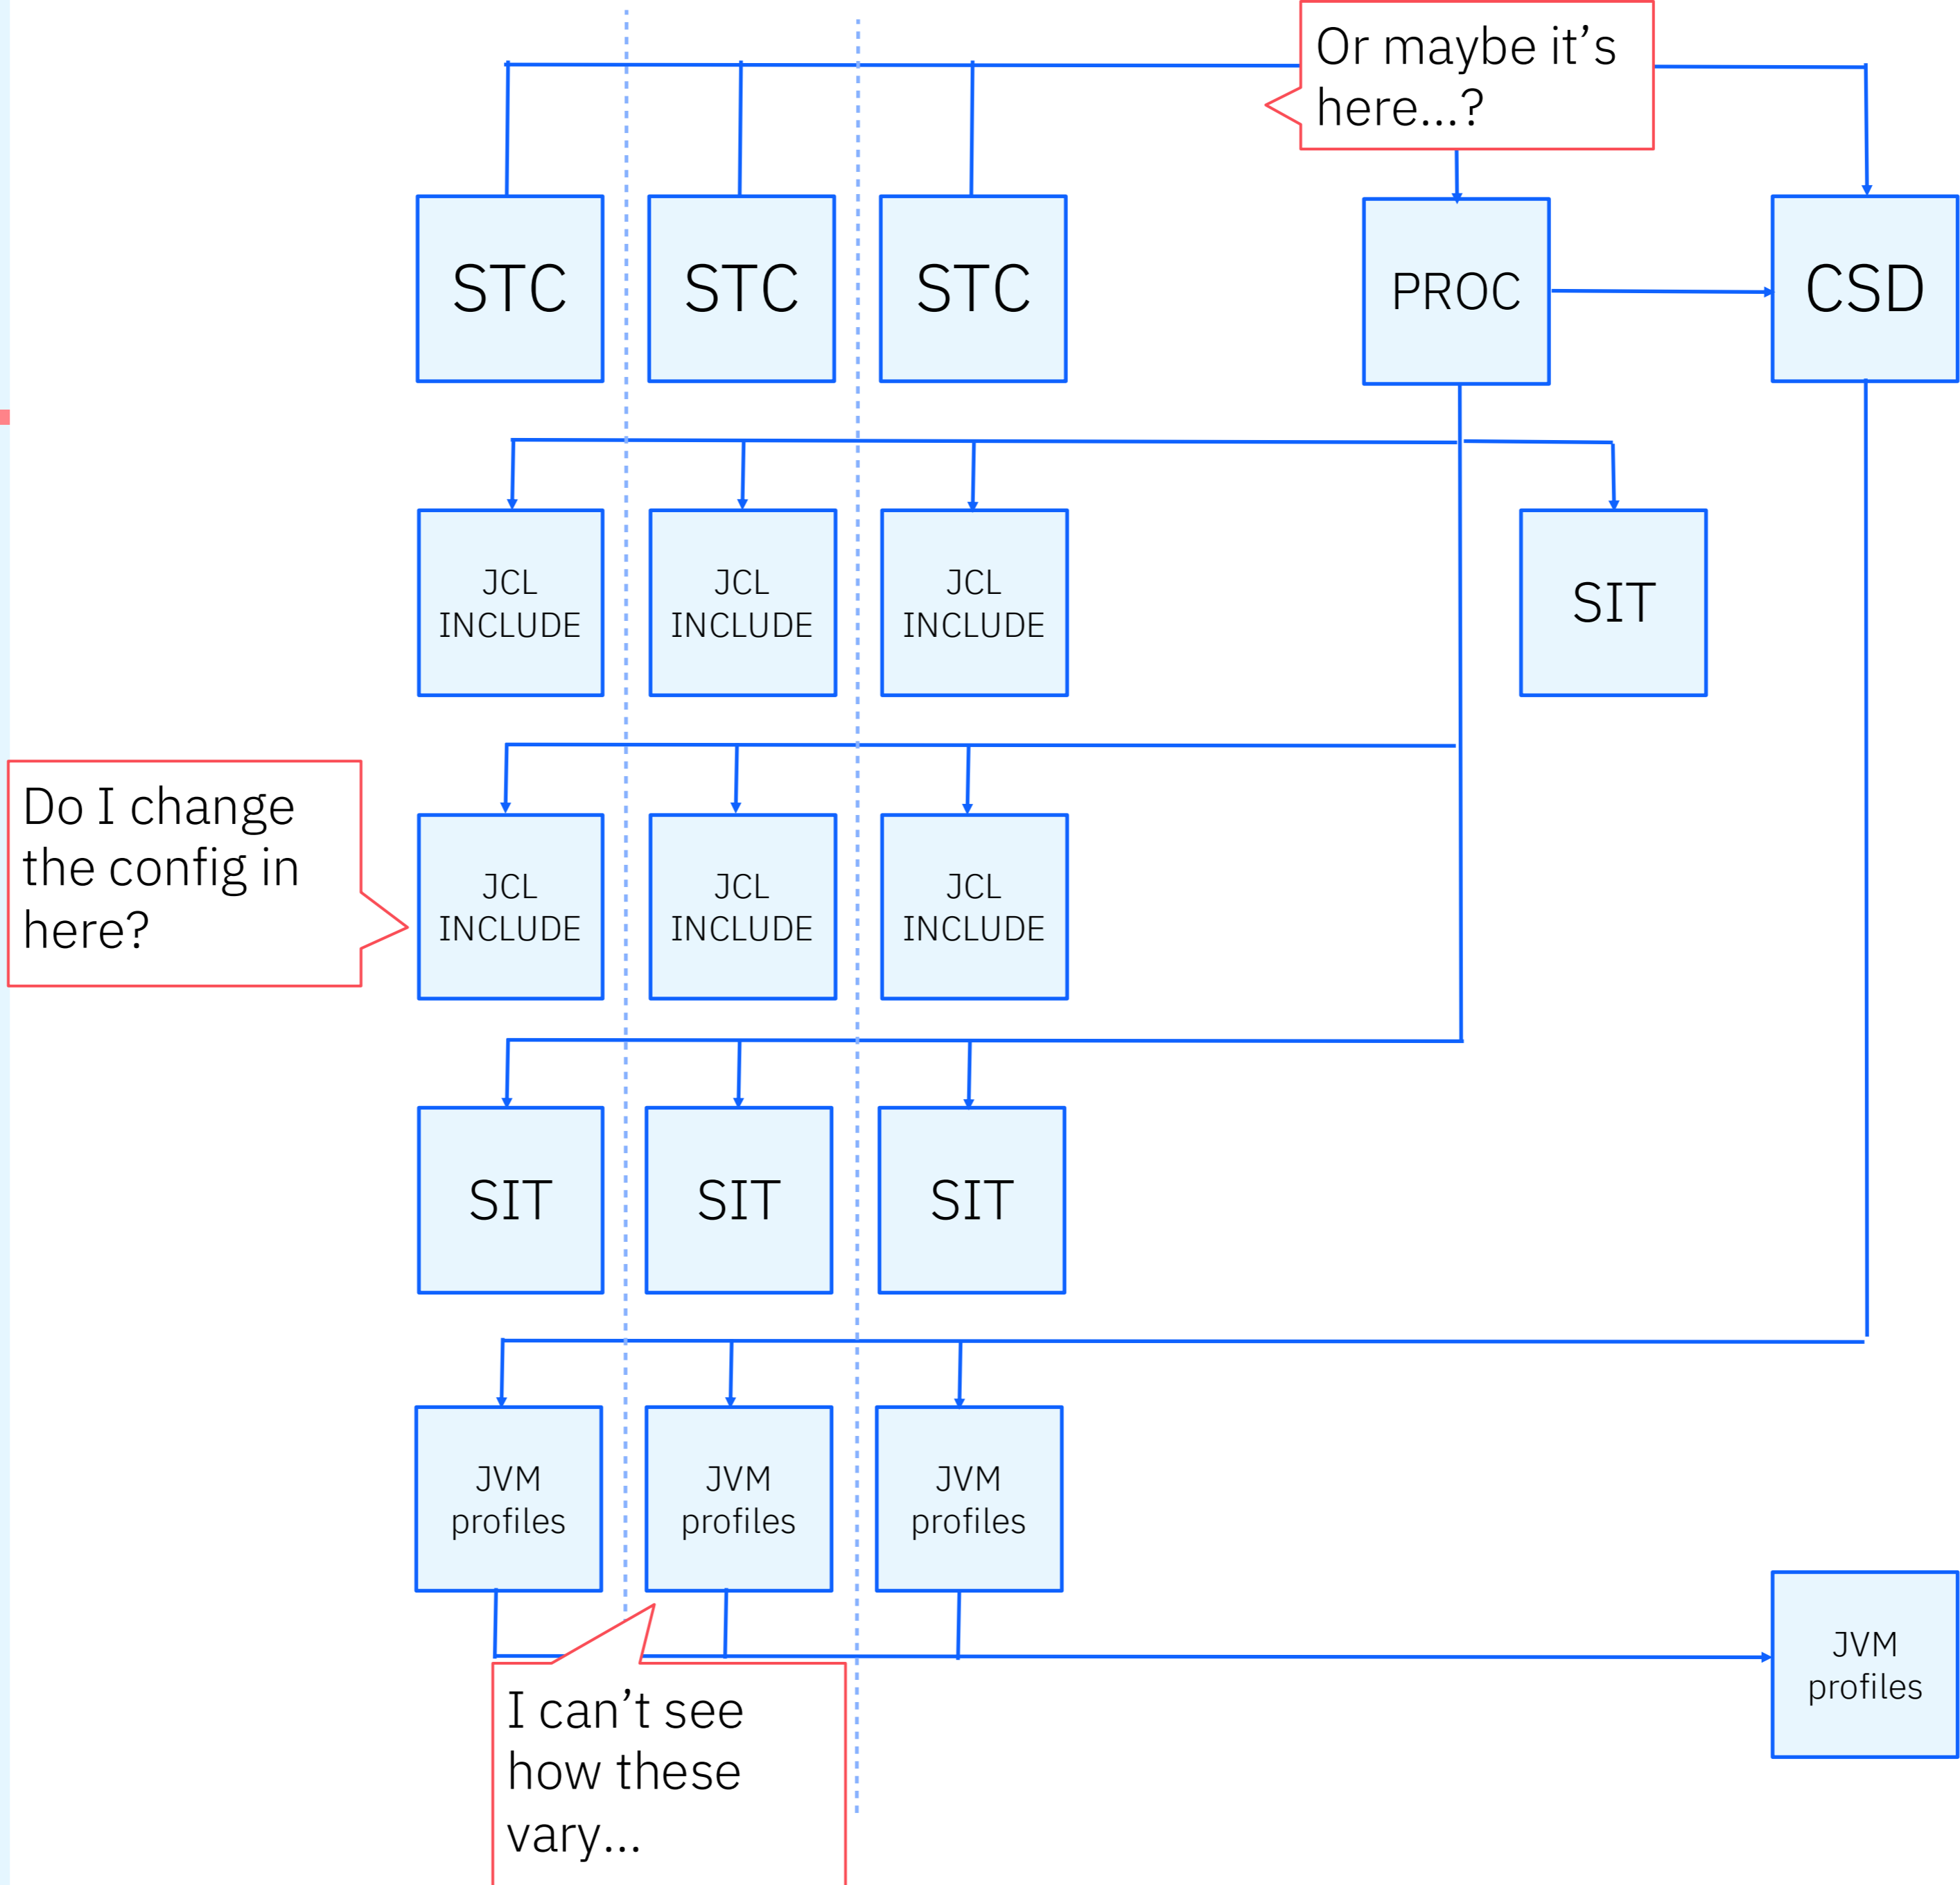 Or maybe it’s
here...?
STC
STC
STC
PROC
CSD
JCL
INCLUDE
JCL
INCLUDE
JCL
INCLUDE
SIT
Do I change
the config in
here?
JCL
INCLUDE
JCL
INCLUDE
JCL
INCLUDE
SIT
SIT
SIT
JVM
profiles
JVM
profiles
JVM
profiles
JVM
profiles
I can’t see
how these
vary...